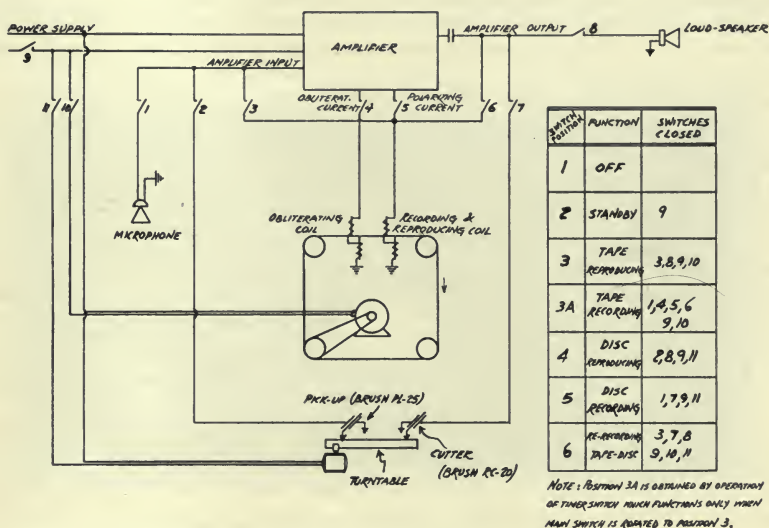 POWER SUPPLY
9
AMPLIFIER
AMPLIFIER INPUT
AMPLIFIER OUTPUT
8
LOUD-SPEAKER
OBLITERAT. CURRENT
POLARIZING CURRENT
11
10
1
2
3
4
5
6
7
MICROPHONE
OBLITERATING COIL
RECORDING & REPRODUCING COIL
PICK-UP (BRUSH PL-25)
CUTTER (BRUSH RC-20)
TURNTABLE
SWITCH POSITION FUNCTION SWITCHES CLOSED
1 OFF
2 STANDBY 9
3 TAPE REPRODUCING 3,8,9,10
3A TAPE RECORDING 1,4,5,6 9,10
4 DISC REPRODUCING 2,8,9,11
5 DISC RECORDING 1,7,9,11
6 RE-RECORDING TAPE-DISC 3,7,8 9,10,11
NOTE: POSITION 3A IS OBTAINED BY OPERATION
OF TIMER SWITCH WHICH FUNCTIONS ONLY WHEN
MAIN SWITCH IS ROTATED TO POSITION 3.